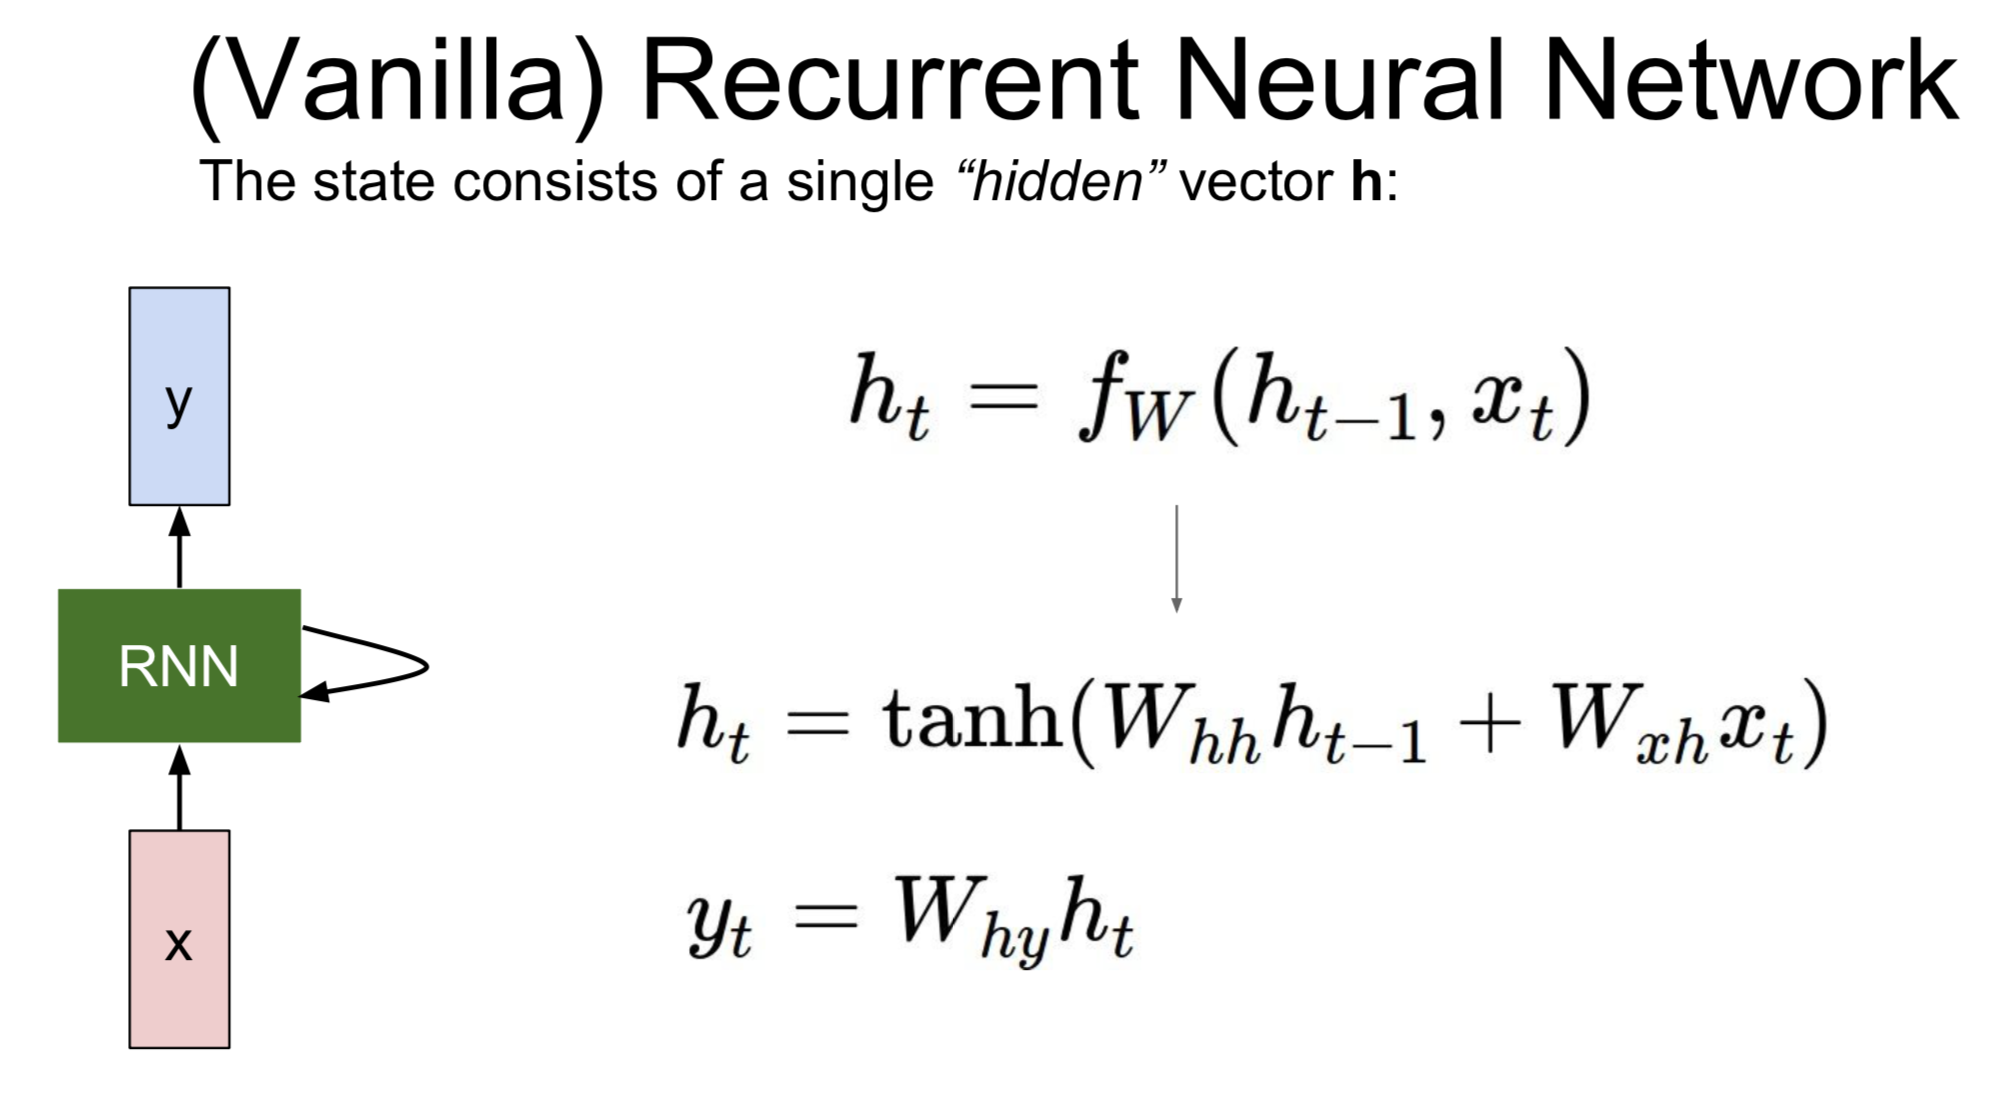 (Vanilla) Recurrent Neural Network
The state consists of a single “hidden” vector h:
y
RNN
x
h_t = f_W(h_{t-1}, x_t)
h_t = tanh(W_{hh}h_{t-1} + W_{xh}x_t)
y_t = W_{hy}h_t